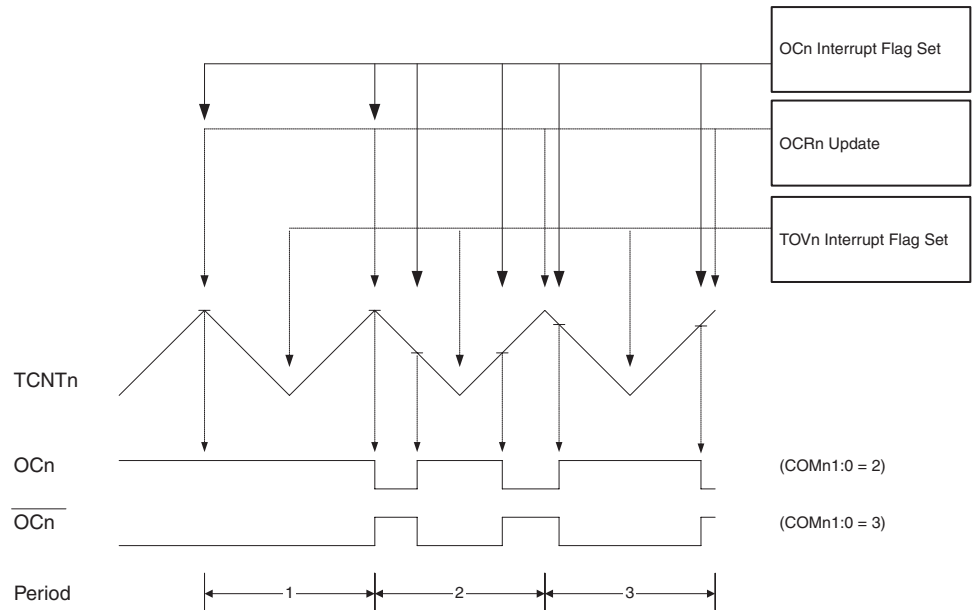 OCn Interrupt Flag Set
OCRn Update
TOVn Interrupt Flag Set
TCNTn
OCn
(COMn1:0 = 2)
OCn
(COMn1:0 = 3)
Period
1
2
3